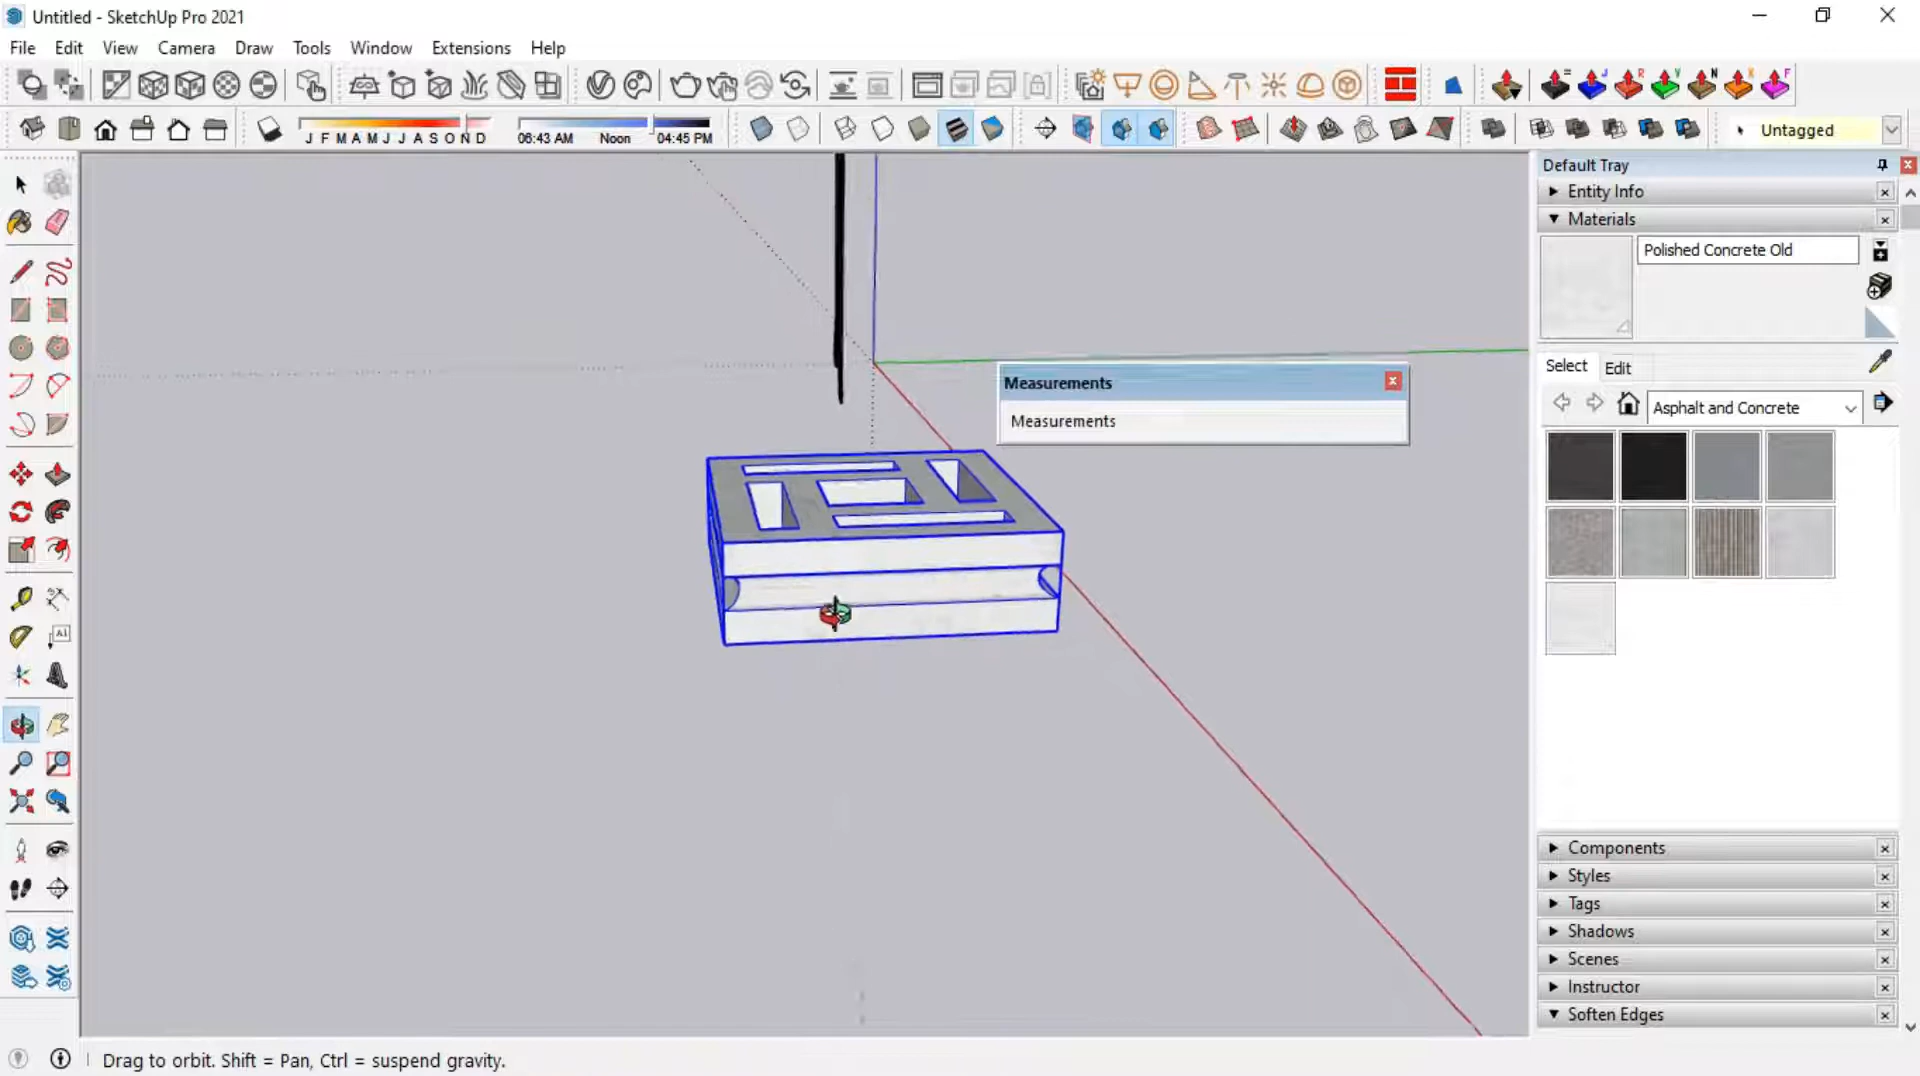 Untitled - SketchUp Pro 2021
File Edit View Camera Draw Tools Window Extensions Help
J F M A M J J A S O N D 06:43 AM Noon 04:45 PM
Untagged
Default Tray
Entity Info
Materials
Polished Concrete Old
Measurements
Measurements
Select Edit
Asphalt and Concrete
Components
Styles
Tags
Shadows
Scenes
Instructor
Soften Edges
Drag to orbit. Shift = Pan, Ctrl = suspend gravity.